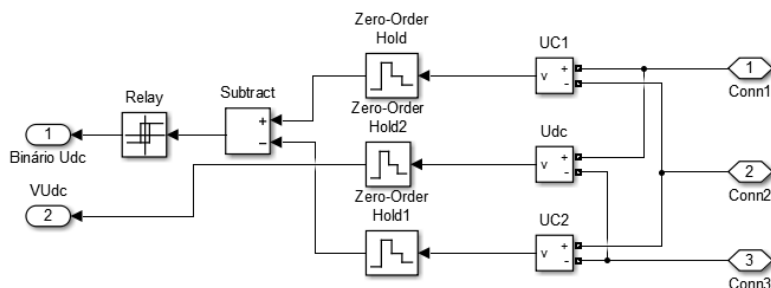 Zero-Order
Hold
UC1
v
+
-
1
Conn1
Relay
Subtract
+
-
1
Binário Udc
Zero-Order
Hold2
Udc
v
+
-
2
Conn2
VUdc
2
Zero-Order
Hold1
UC2
v
+
-
3
Conn3